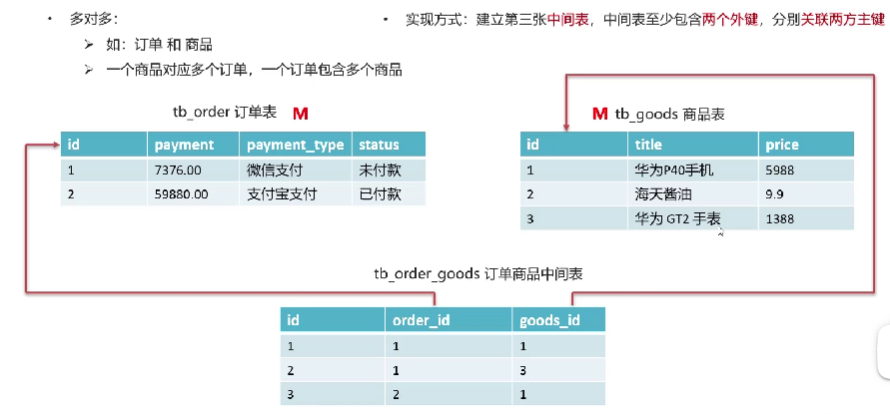 多对多：
如：订单 和 商品
一个商品对应多个订单，一个订单包含多个商品
实现方式：建立第三张中间表，中间表至少包含两个外键，分别关联两方主键
tb_order 订单表 M
id payment payment_type status
1 7376.00 微信支付 未付款
2 59880.00 支付宝支付 已付款
M tb_goods 商品表
id title price
1 华为P40手机 5988
2 海天酱油 9.9
3 华为 GT2 手表 1388
tb_order_goods 订单商品中间表
id order_id goods_id
1 1 1
2 1 3
3 2 1